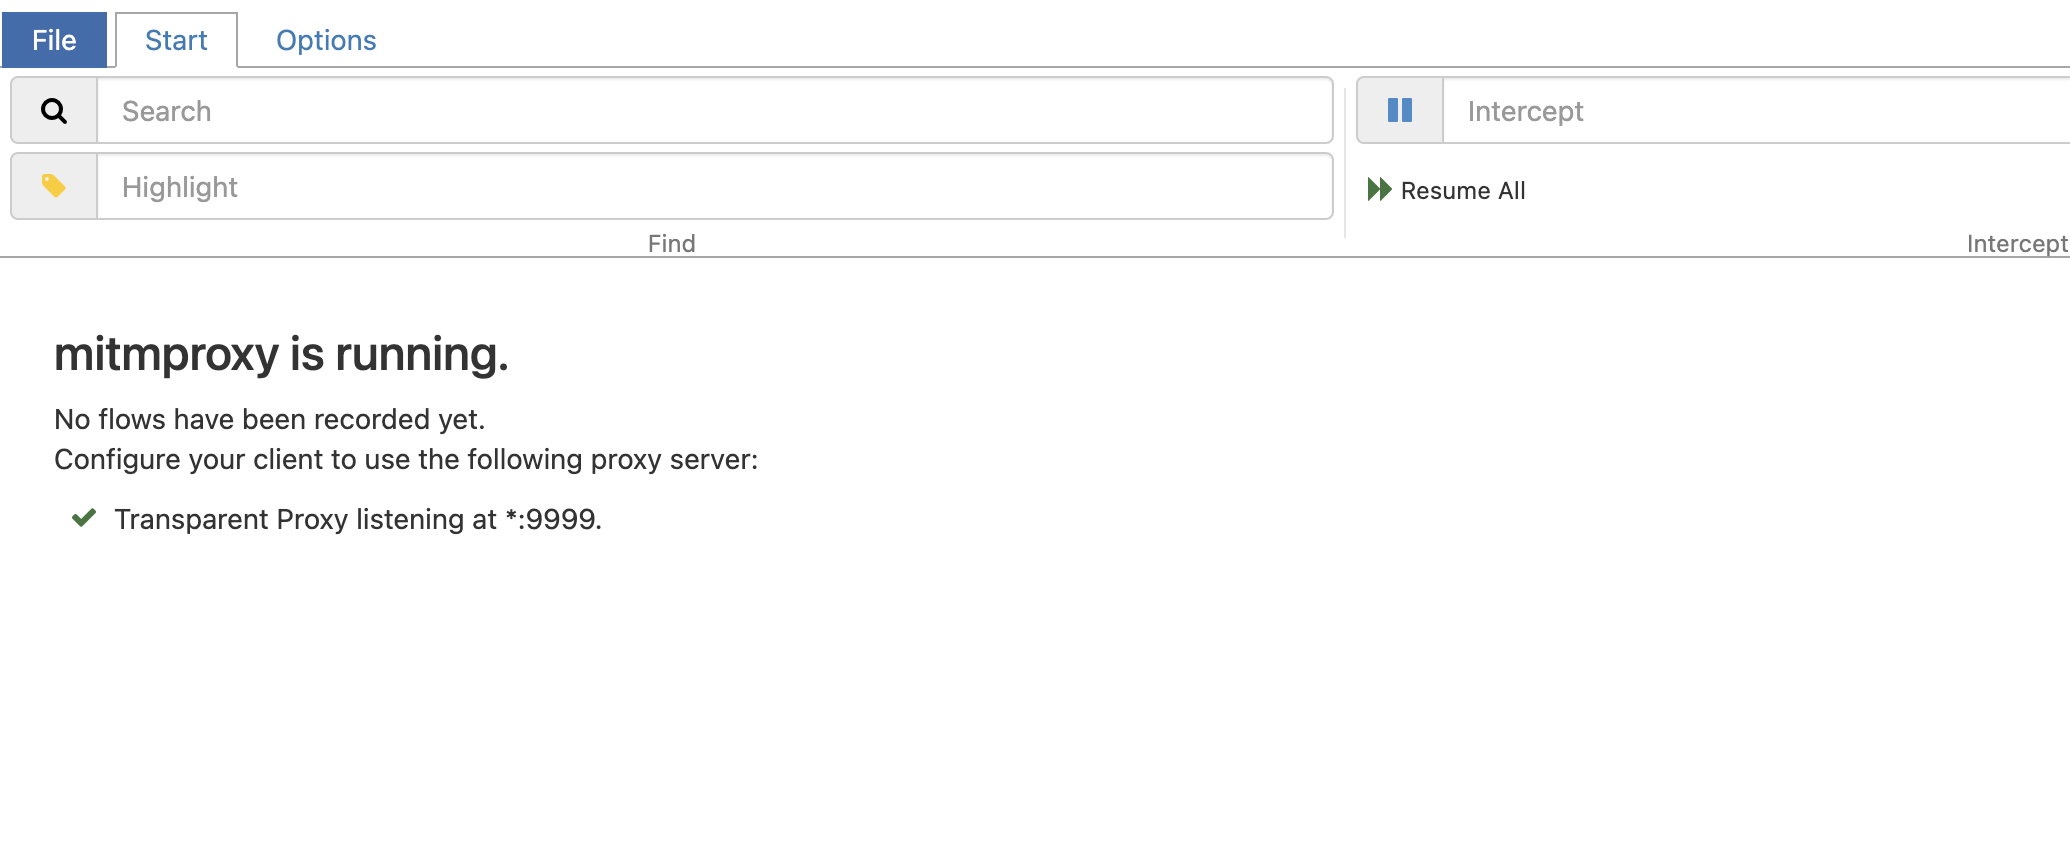 File Start Options
Search
Intercept
Highlight
Resume All
Find
Intercept
mitmproxy is running.
No flows have been recorded yet.
Configure your client to use the following proxy server:
Transparent Proxy listening at *:9999.